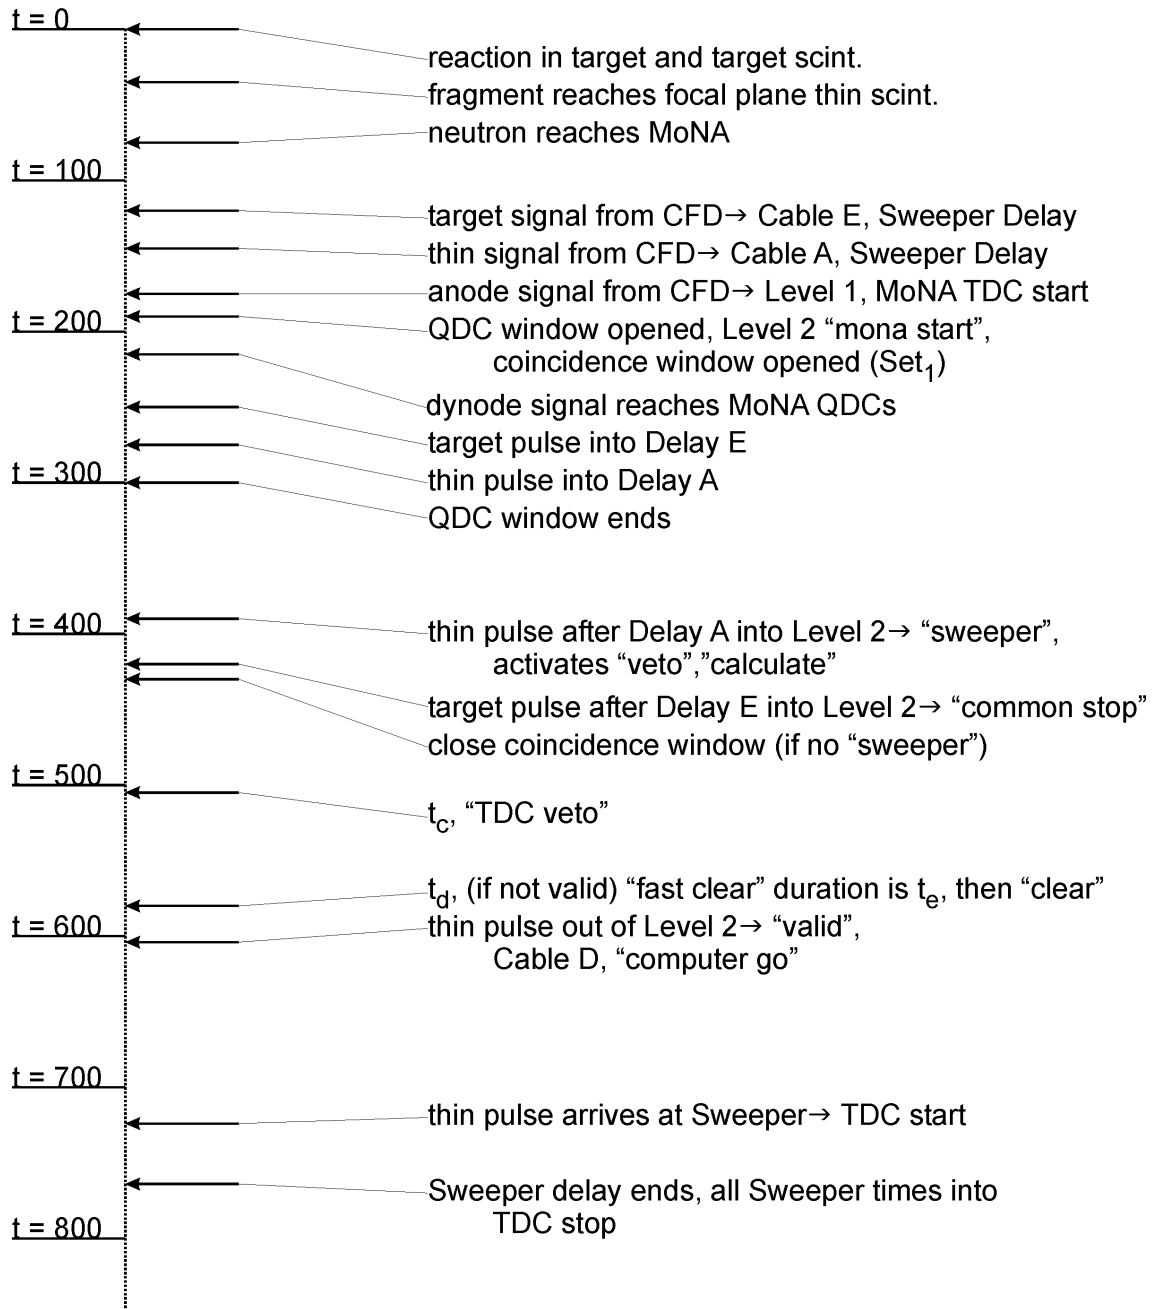 t = 0
reaction in target and target scint.
fragment reaches focal plane thin scint.
neutron reaches MoNA
t = 100
target signal from CFD→ Cable E, Sweeper Delay
thin signal from CFD→ Cable A, Sweeper Delay
anode signal from CFD→ Level 1, MoNA TDC start
t = 200
QDC window opened, Level 2 “mona start”,
coincidence window opened (Set1)
dynode signal reaches MoNA QDCs
target pulse into Delay E
t = 300
thin pulse into Delay A
QDC window ends
t = 400
thin pulse after Delay A into Level 2→ “sweeper”,
activates “veto”,”calculate”
target pulse after Delay E into Level 2→ “common stop”
close coincidence window (if no “sweeper”)
t = 500
tc, “TDC veto”
td, (if not valid) “fast clear” duration is te, then “clear”
t = 600
thin pulse out of Level 2→ “valid”,
Cable D, “computer go”
t = 700
thin pulse arrives at Sweeper→ TDC start
Sweeper delay ends, all Sweeper times into
TDC stop
t = 800